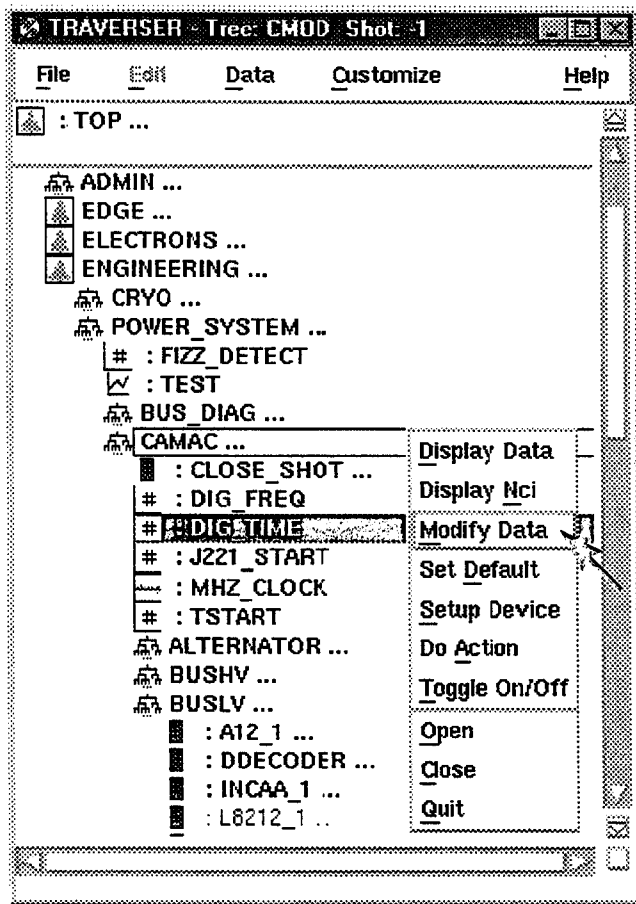 TRAVERSER - Tree: CMOD Shot: -1
File Edit Data Customize Help
: TOP ...
ADMIN ...
EDGE ...
ELECTRONS ...
ENGINEERING ...
CRYO ...
POWER_SYSTEM ...
# : FIZZ_DETECT
: TEST
BUS_DIAG ...
CAMAC ...
: CLOSE_SHOT ...
# : DIG_FREQ
# : DIG_TIME
# : J221_START
: MHZ_CLOCK
# : TSTART
ALTERNATOR ...
BUSHV ...
BUSLV ...
: A12_1 ...
: DDECODER ...
: INCAA_1 ...
: L8212_1 ..
Display Data
Display Nci
Modify Data
Set Default
Setup Device
Do Action
Toggle On/Off
Open
Close
Quit